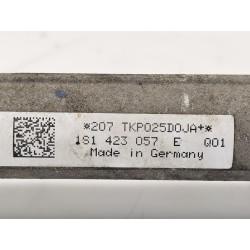 *207 TKP025D0JA**
1S1 423 057 E Q01
Made in Germany